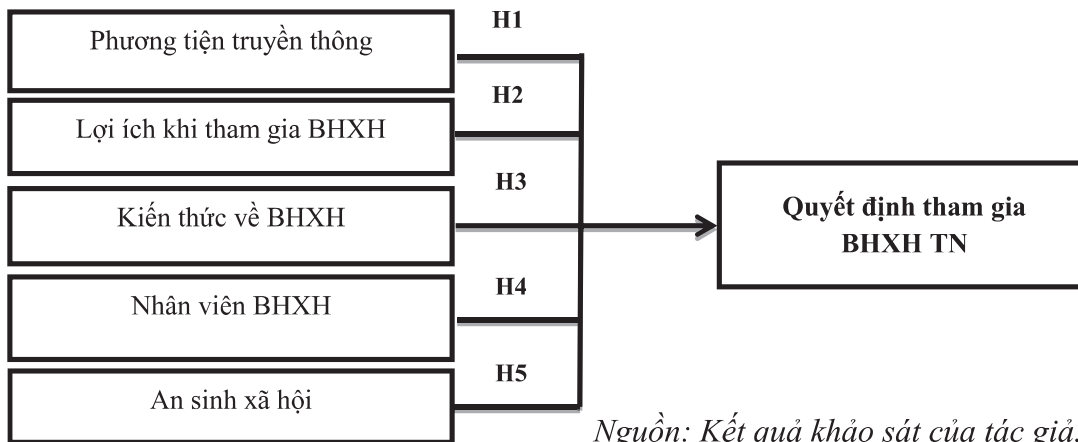 H1
Phương tiện truyền thông
H2
Lợi ích khi tham gia BHXH
H3
Kiến thức về BHXH
H4
Nhân viên BHXH
H5
An sinh xã hội
Quyết định tham gia
BHXH TN
Nguồn: Kết quả khảo sát của tác giả.